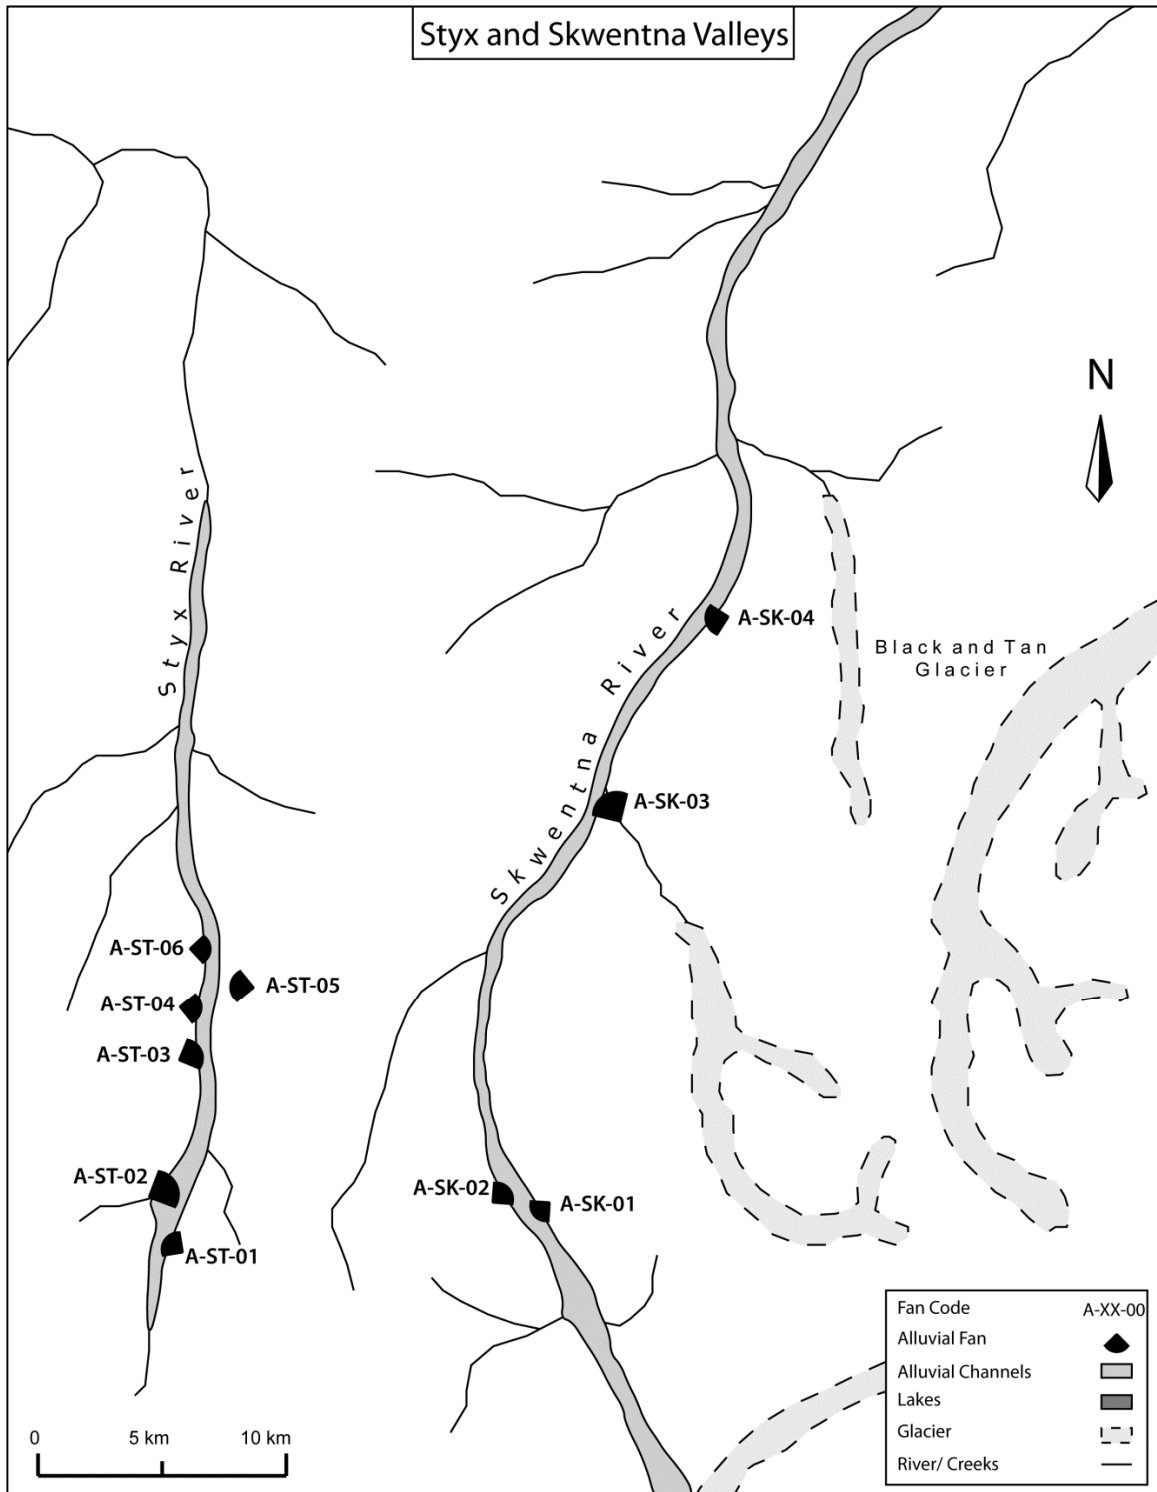 Styx and Skwentna Valleys
N
Styx River
Skwentna River
A-SK-04
Black and Tan
Glacier
A-SK-03
A-ST-06
A-ST-05
A-ST-04
A-ST-03
A-ST-02
A-SK-02
A-SK-01
A-ST-01
Fan Code A-XX-00
Alluvial Fan
Alluvial Channels
Lakes
Glacier
River/ Creeks
0 5 km 10 km